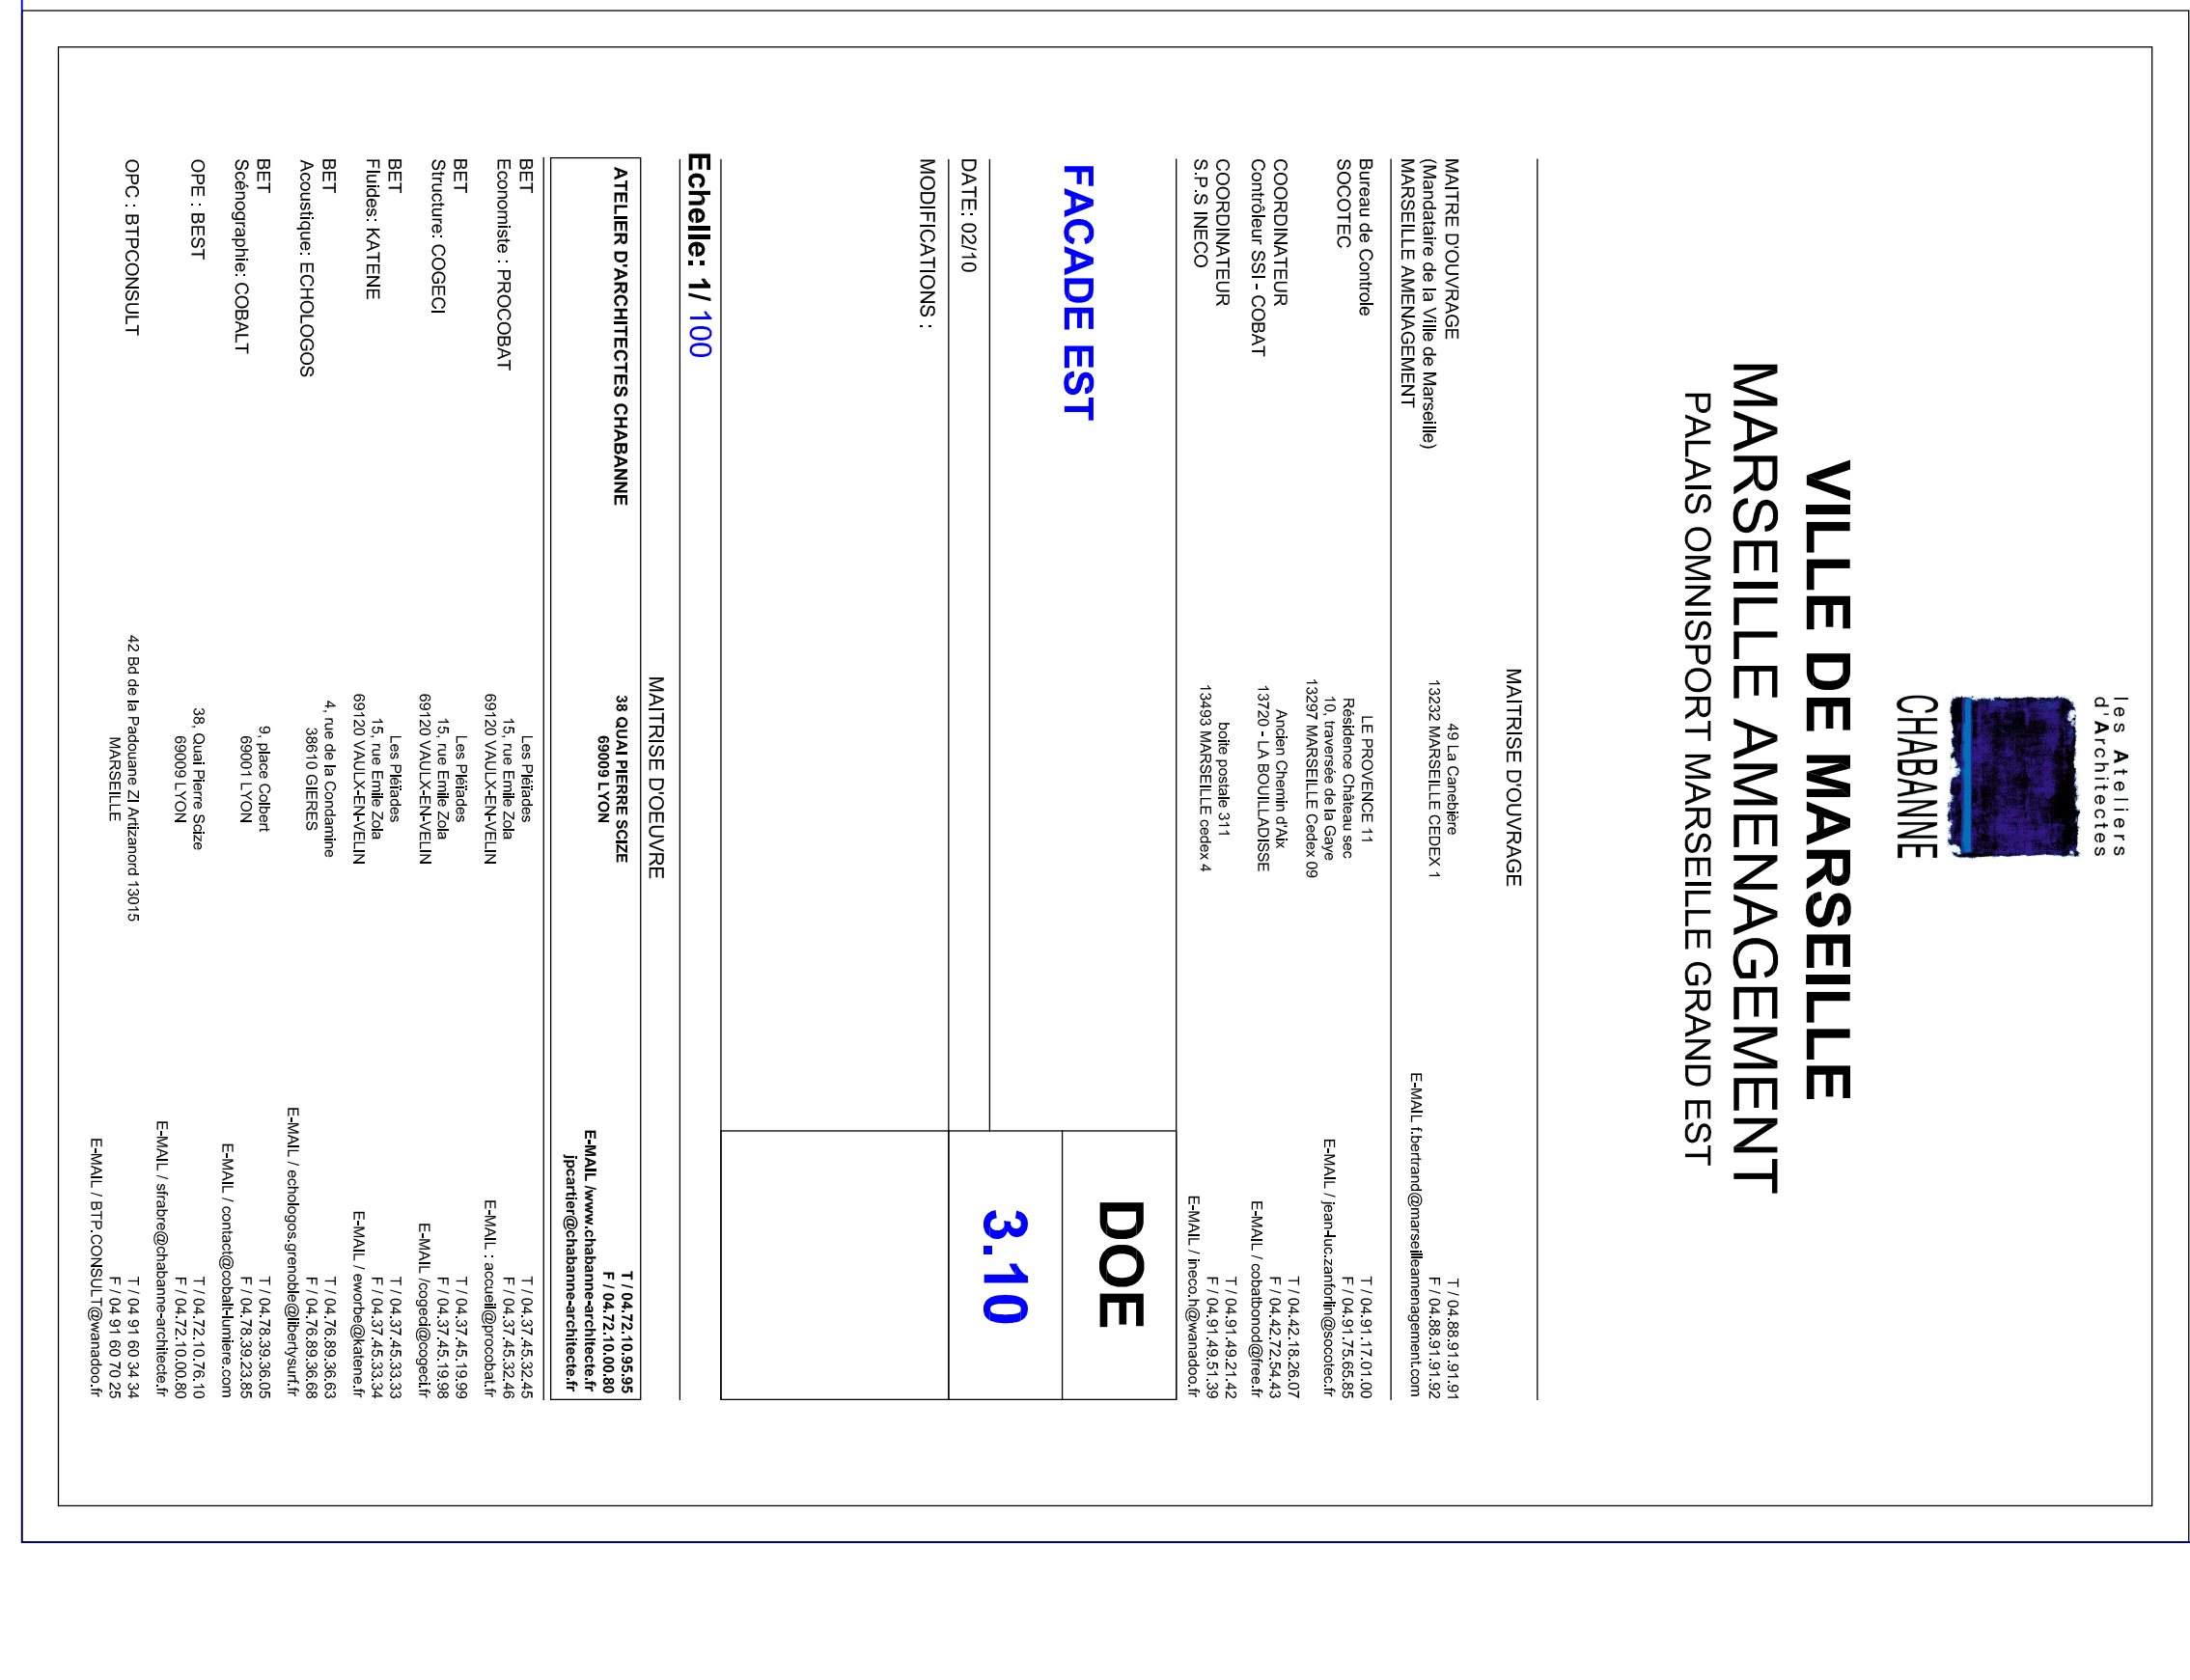 les Ateliers
d'Architectes
CHABANNE
VILLE DE MARSEILLE
MARSEILLE AMENAGEMENT
PALAIS OMNISPORT MARSEILLE GRAND EST
MAITRISE D'OUVRAGE
MAITRE D'OUVRAGE
(Mandataire de la Ville de Marseille)
MARSEILLE AMENAGEMENT
49 La Canebière
13232 MARSEILLE CEDEX 1
T / 04.88.91.91.91
F / 04.88.91.91.92
E-MAIL f.bertrand@marseilleamenagement.com
Bureau de Controle
SOCOTEC
LE PROVENCE 11
Résidence Château sec
10, traversée de la Gaye
13297 MARSEILLE Cedex 09
T / 04.91.17.01.00
F / 04.91.75.65.85
E-MAIL / jean-luc.zanforlin@socotec.fr
COORDINATEUR
Contrôleur SSI - COBAT
Ancien Chemin d'Aix
13720 - LA BOUILLADISSE
T / 04.42.18.26.07
F / 04.42.72.54.43
E-MAIL / cobatbonod@free.fr
COORDINATEUR
S.P.S INECO
boite postale 311
13493 MARSEILLE cedex 4
T / 04.91.49.21.42
F / 04.91.49.51.39
E-MAIL / ineco.h@wanadoo.fr
FACADE EST
DOE
3.10
DATE: 02/10
MODIFICATIONS :
Echelle: 1/ 100
MAITRISE D'OEUVRE
ATELIER D'ARCHITECTES CHABANNE
38 QUAI PIERRE SCIZE
69009 LYON
T / 04.72.10.95.95
F / 04.72.10.00.80
E-MAIL /www.chabanne-architecte.fr
jpcartier@chabanne-architecte.fr
BET
Economiste : PROCOBAT
Les Pléïades
15, rue Emile Zola
69120 VAULX-EN-VELIN
T / 04.37.45.32.45
F / 04.37.45.32.46
E-MAIL : accueil@procobat.fr
BET
Structure: COGECI
Les Pléïades
15, rue Emile Zola
69120 VAULX-EN-VELIN
T / 04.37.45.19.99
F / 04.37.45.19.98
E-MAIL /cogeci@cogeci.fr
BET
Fluides: KATENE
Les Pléïades
15, rue Emile Zola
69120 VAULX-EN-VELIN
T / 04.37.45.33.33
F / 04.37.45.33.34
E-MAIL / eworbe@katene.fr
BET
Acoustique: ECHOLOGOS
4, rue de la Condamine
38610 GIERES
T / 04.76.89.36.63
F / 04.76.89.36.68
E-MAIL / echologos.grenoble@libertysurf.fr
BET
Scénographie: COBALT
9, place Colbert
69001 LYON
T / 04.78.39.36.05
F / 04.78.39.23.85
E-MAIL / contact@cobalt-lumiere.com
OPE : BEST
38, Quai Pierre Scize
69009 LYON
T / 04.72.10.76.10
F / 04.72.10.00.80
E-MAIL / sfrabre@chabanne-architecte.fr
OPC : BTPCONSULT
42 Bd de la Padouane ZI Artizanord 13015
MARSEILLE
T / 04 91 60 34 34
F / 04 91 60 70 25
E-MAIL / BTP.CONSULT@wanadoo.fr